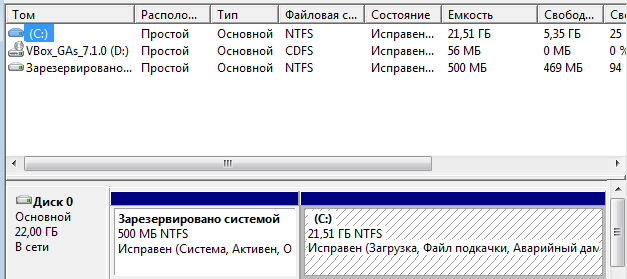 Том Располо... Тип Файловая с... Состояние Емкость Свобод... Сво
(C:) Простой Основной NTFS Исправен... 21,51 ГБ 5,35 ГБ 25
VBox_GAs_7.1.0 (D:) Простой Основной CDFS Исправен... 56 МБ 0 МБ 0 %
Зарезервировано... Простой Основной NTFS Исправен... 500 МБ 469 МБ 94
Диск 0
Основной
22,00 ГБ
В сети
Зарезервировано системой
500 МБ NTFS
Исправен (Система, Активен, О
(C:)
21,51 ГБ NTFS
Исправен (Загрузка, Файл подкачки, Аварийный дам